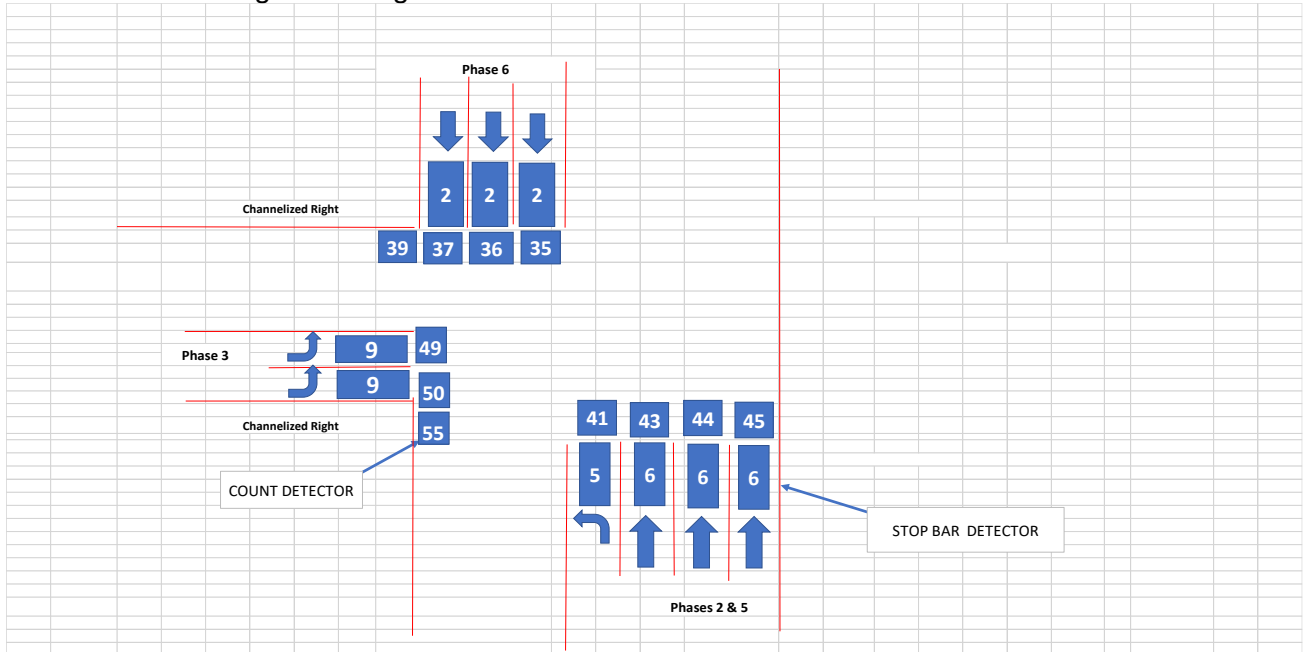 Phase 6
2 2 2
Channelized Right
39 37 36 35
Phase 3
9 49
9 50
Channelized Right
55
41 43 44 45
5 6 6 6
COUNT DETECTOR
STOP BAR DETECTOR
Phases 2 & 5